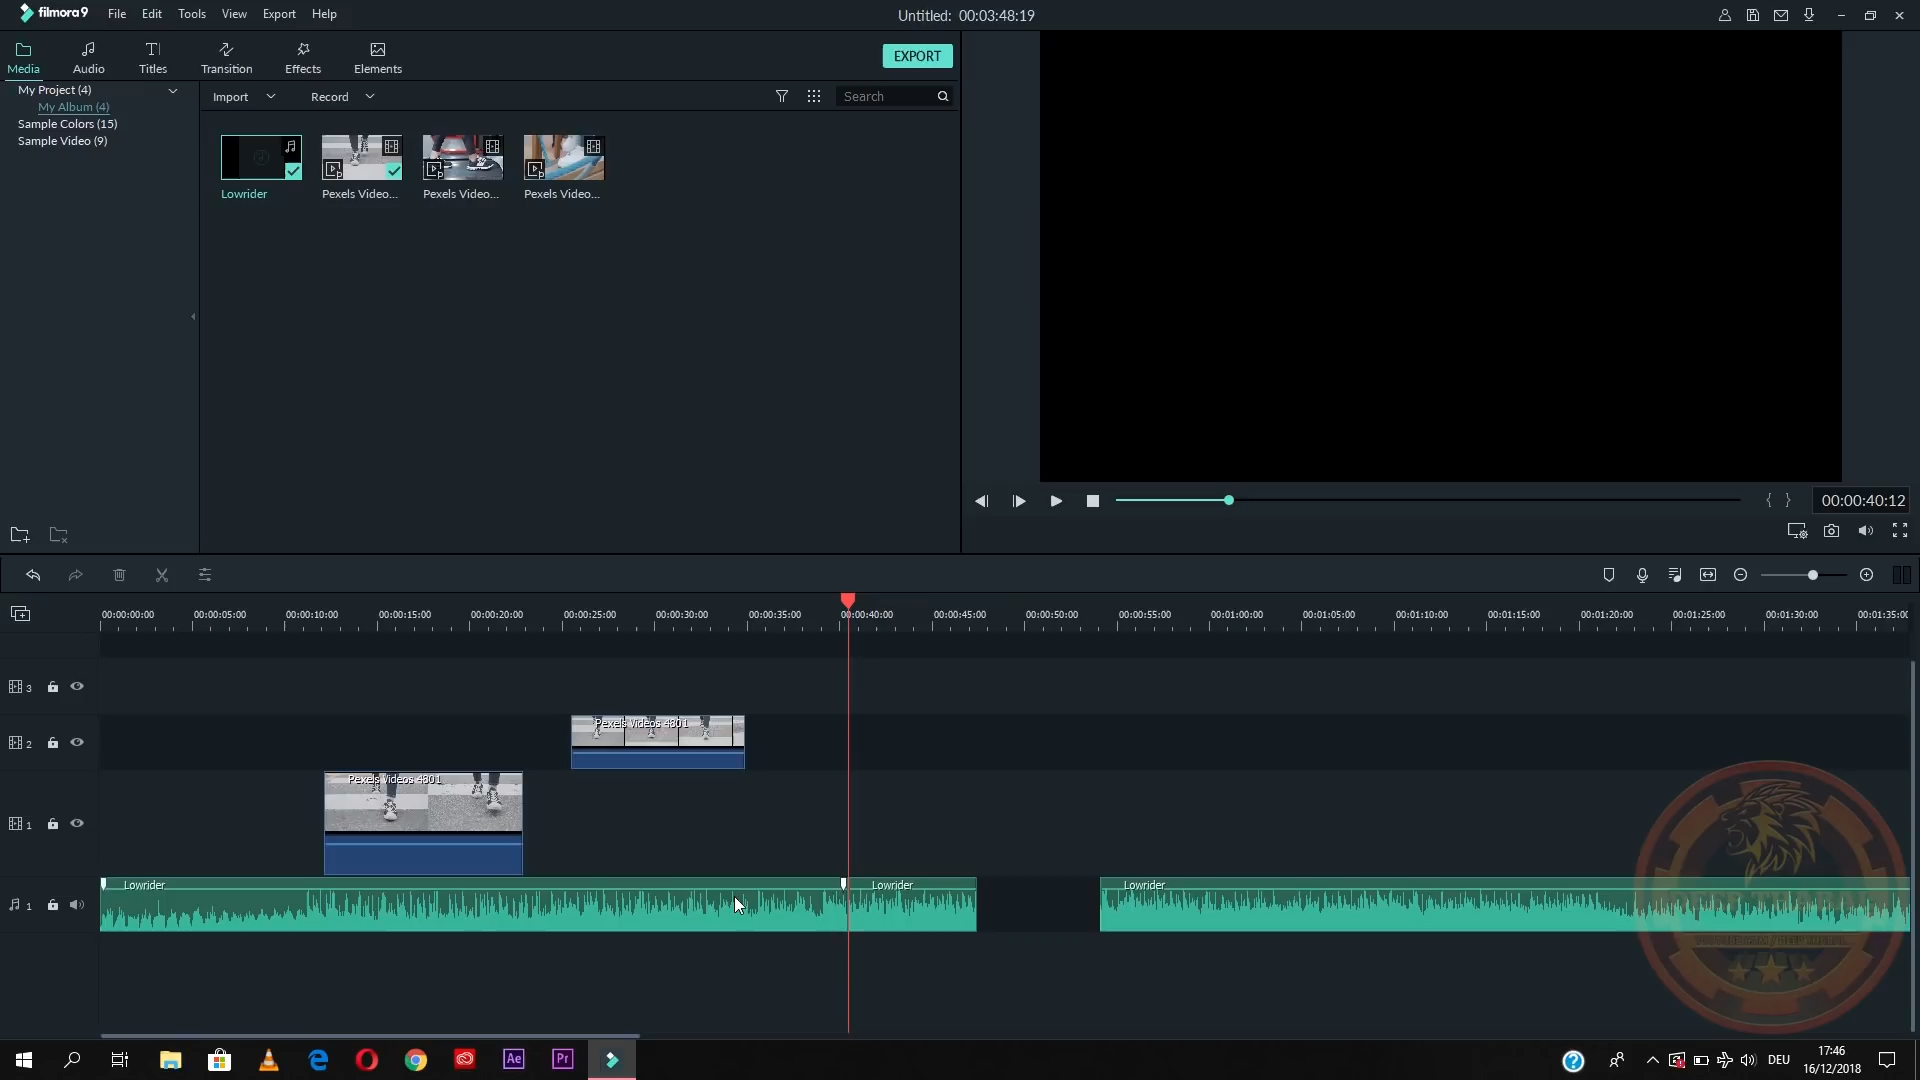 filmora9 File Edit Tools View Export Help
Untitled: 00:03:48:19
Media Audio Titles Transition Effects Elements
EXPORT
My Project (4)
My Album (4)
Sample Colors (15)
Sample Video (9)
Import Record Search
Lowrider Pexels Video... Pexels Video... Pexels Video...
00:00:40:12
00:00:00:00 00:00:05:00 00:00:10:00 00:00:15:00 00:00:20:00 00:00:25:00 00:00:30:00 00:00:35:00 00:00:40:00 00:00:45:00 00:00:50:00 00:00:55:00 00:01:00:00 00:01:05:00 00:01:10:00 00:01:15:00 00:01:20:00 00:01:25:00 00:01:30:00 00:01:35:00
3
2
Pexels Videos 4801
1
Pexels Videos 4801
1
Lowrider Lowrider Lowrider
Ae Pr
DEU
17:46
16/12/2018